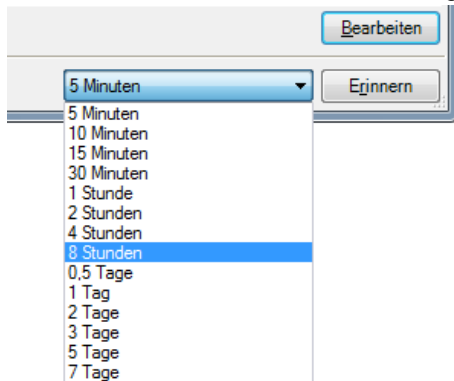 Bearbeiten
5 Minuten
Erinnern
5 Minuten
10 Minuten
15 Minuten
30 Minuten
1 Stunde
2 Stunden
4 Stunden
8 Stunden
0,5 Tage
1 Tag
2 Tage
3 Tage
5 Tage
7 Tage